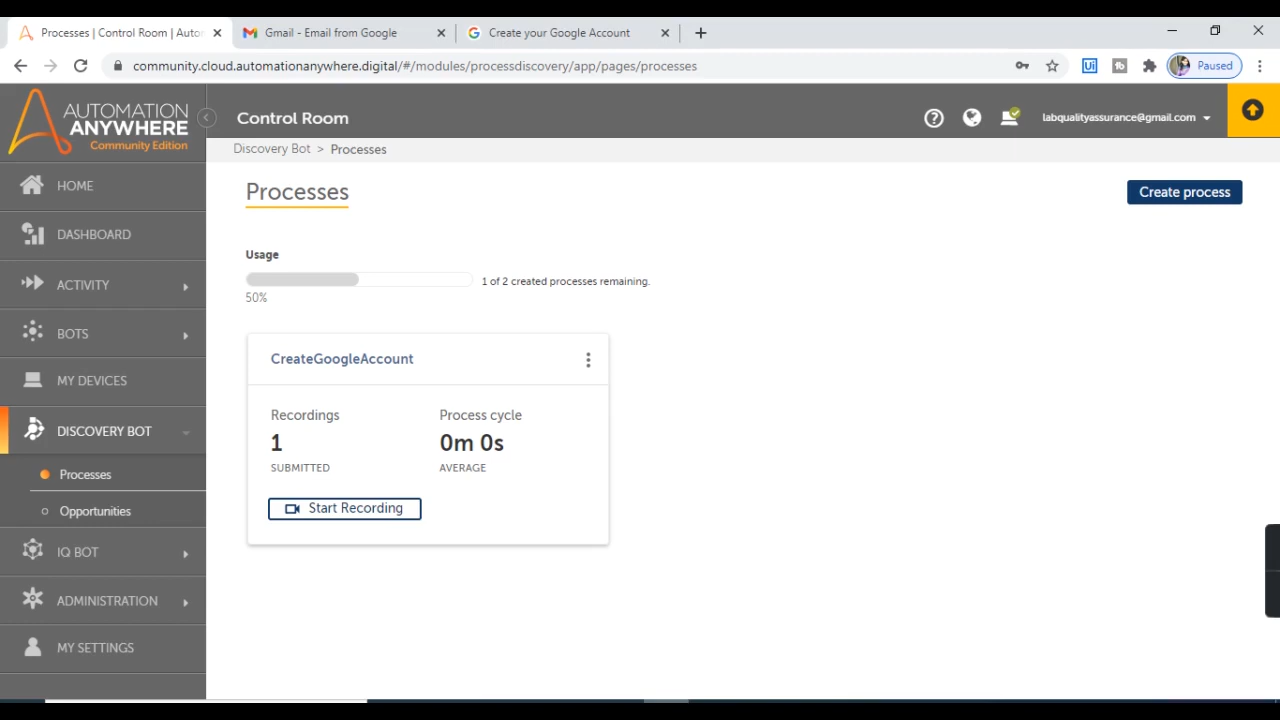 Processes | Control Room | Auto
Gmail - Email from Google
Create your Google Account
community.cloud.automationanywhere.digital/#/modules/processdiscovery/app/pages/processes
Ui
Paused
AUTOMATION
ANYWHERE
Community Edition
Control Room
labqualityassurance@gmail.com
Discovery Bot > Processes
HOME
DASHBOARD
ACTIVITY
BOTS
MY DEVICES
DISCOVERY BOT
Processes
Opportunities
IQ BOT
ADMINISTRATION
MY SETTINGS
Processes
Create process
Usage
1 of 2 created processes remaining.
50%
CreateGoogleAccount
Recordings
Process cycle
1
0m 0s
SUBMITTED
AVERAGE
Start Recording